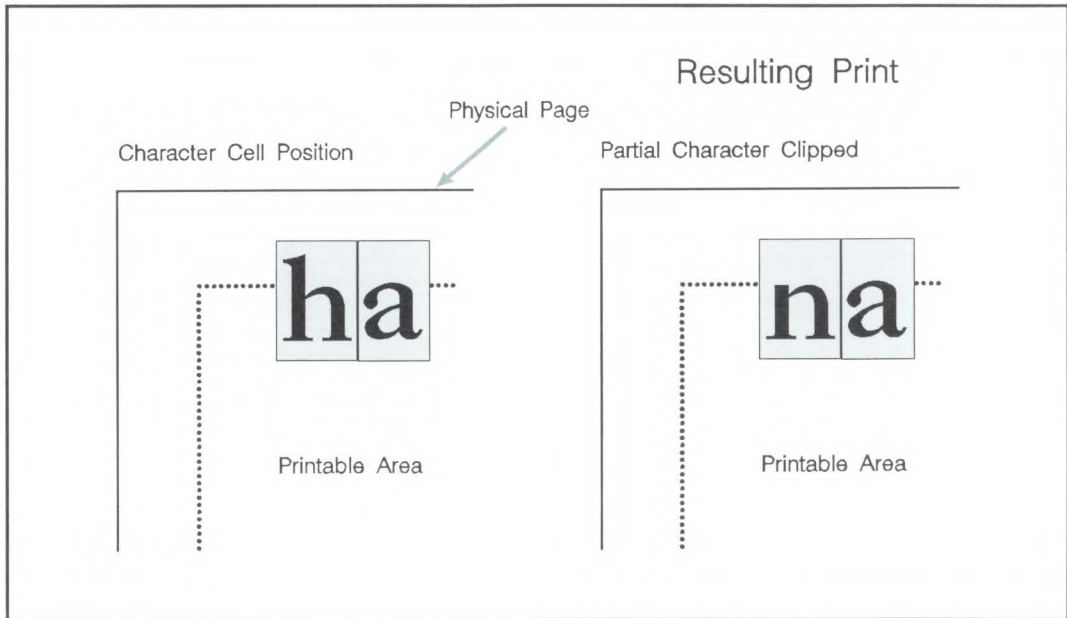 Resulting Print
Physical Page
Character Cell Position
Partial Character Clipped
ha
na
Printable Area
Printable Area